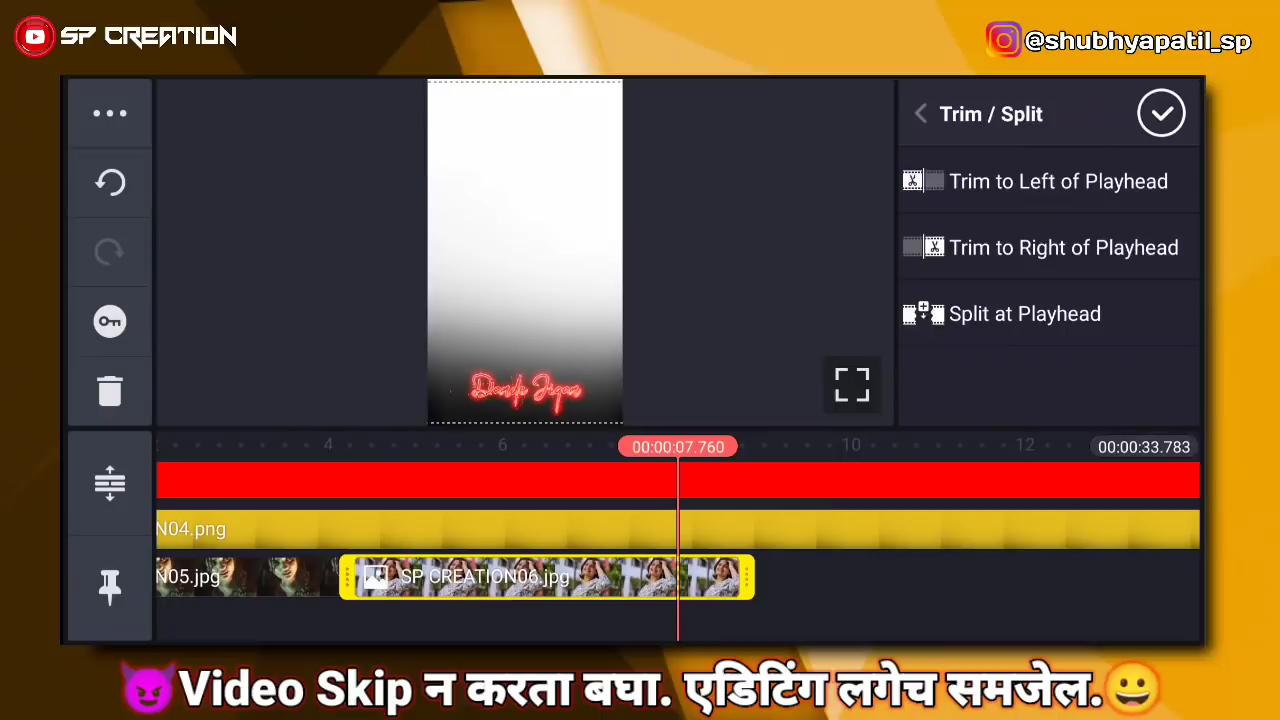 SP CREATION
@shubhyapatil_sp
Trim / Split
Trim to Left of Playhead
Trim to Right of Playhead
Split at Playhead
4
6
00:00:07.760
10
12
00:00:33.783
N04.png
N05.jpg
SP CREATION06.jpg
😈Video Skip न करता बघा. एडिटिंग लगेच समजेल.😀